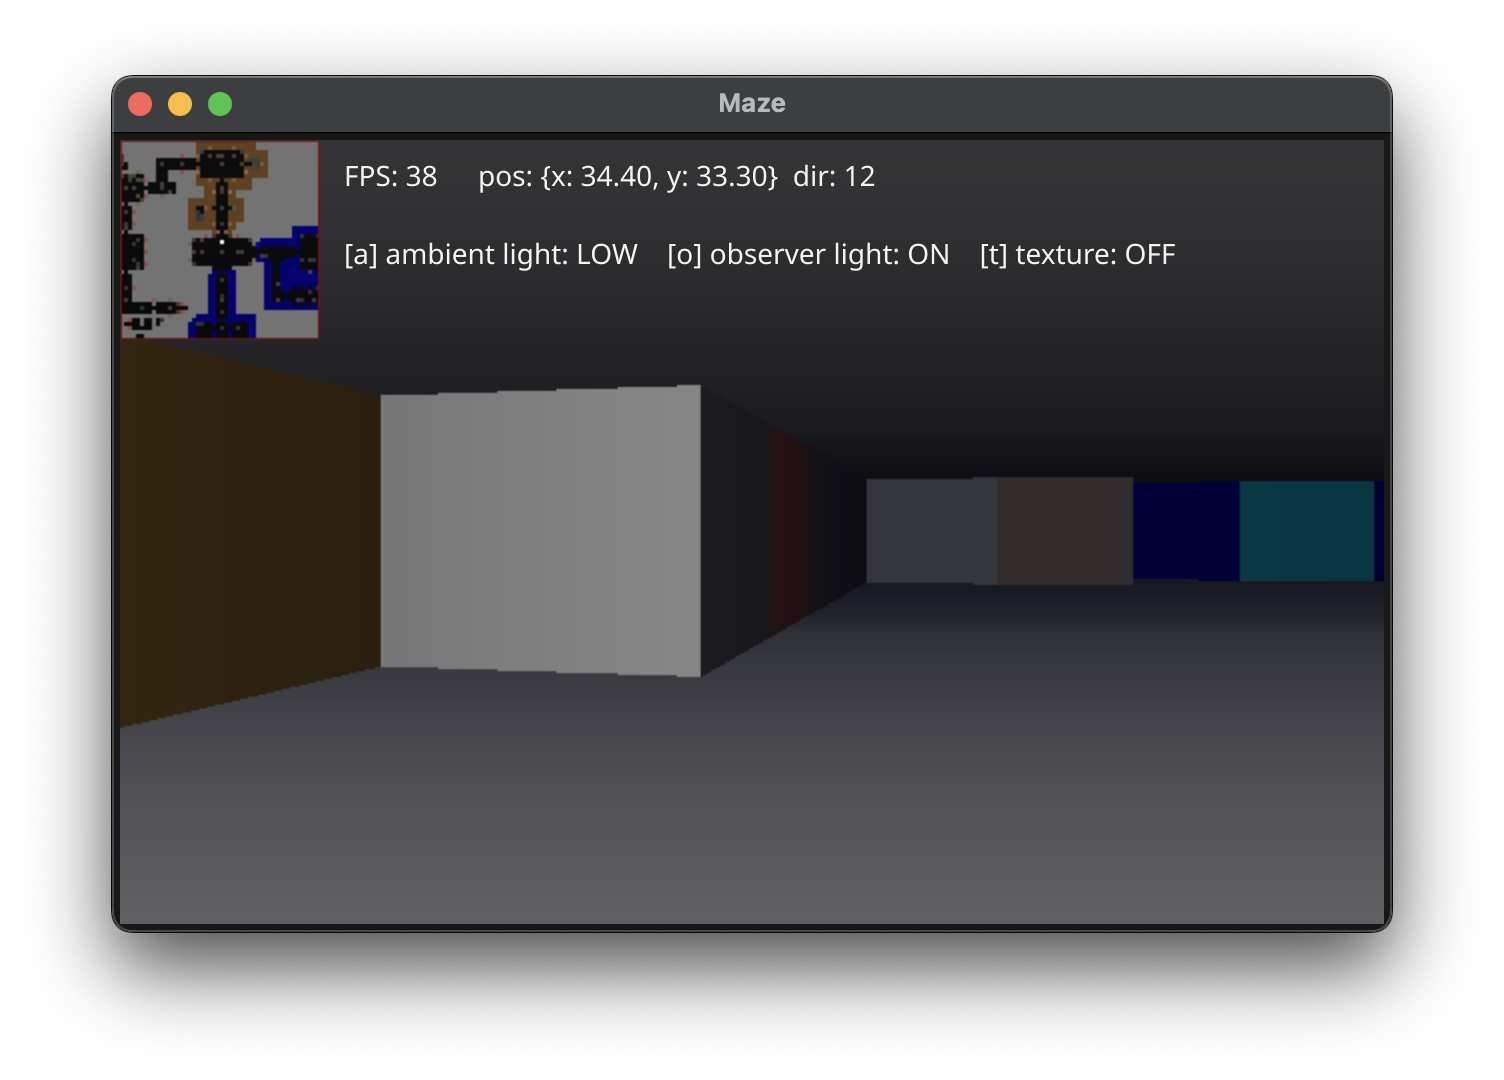 Maze
FPS: 38 pos: {x: 34.40, y: 33.30} dir: 12
[a] ambient light: LOW [o] observer light: ON [t] texture: OFF